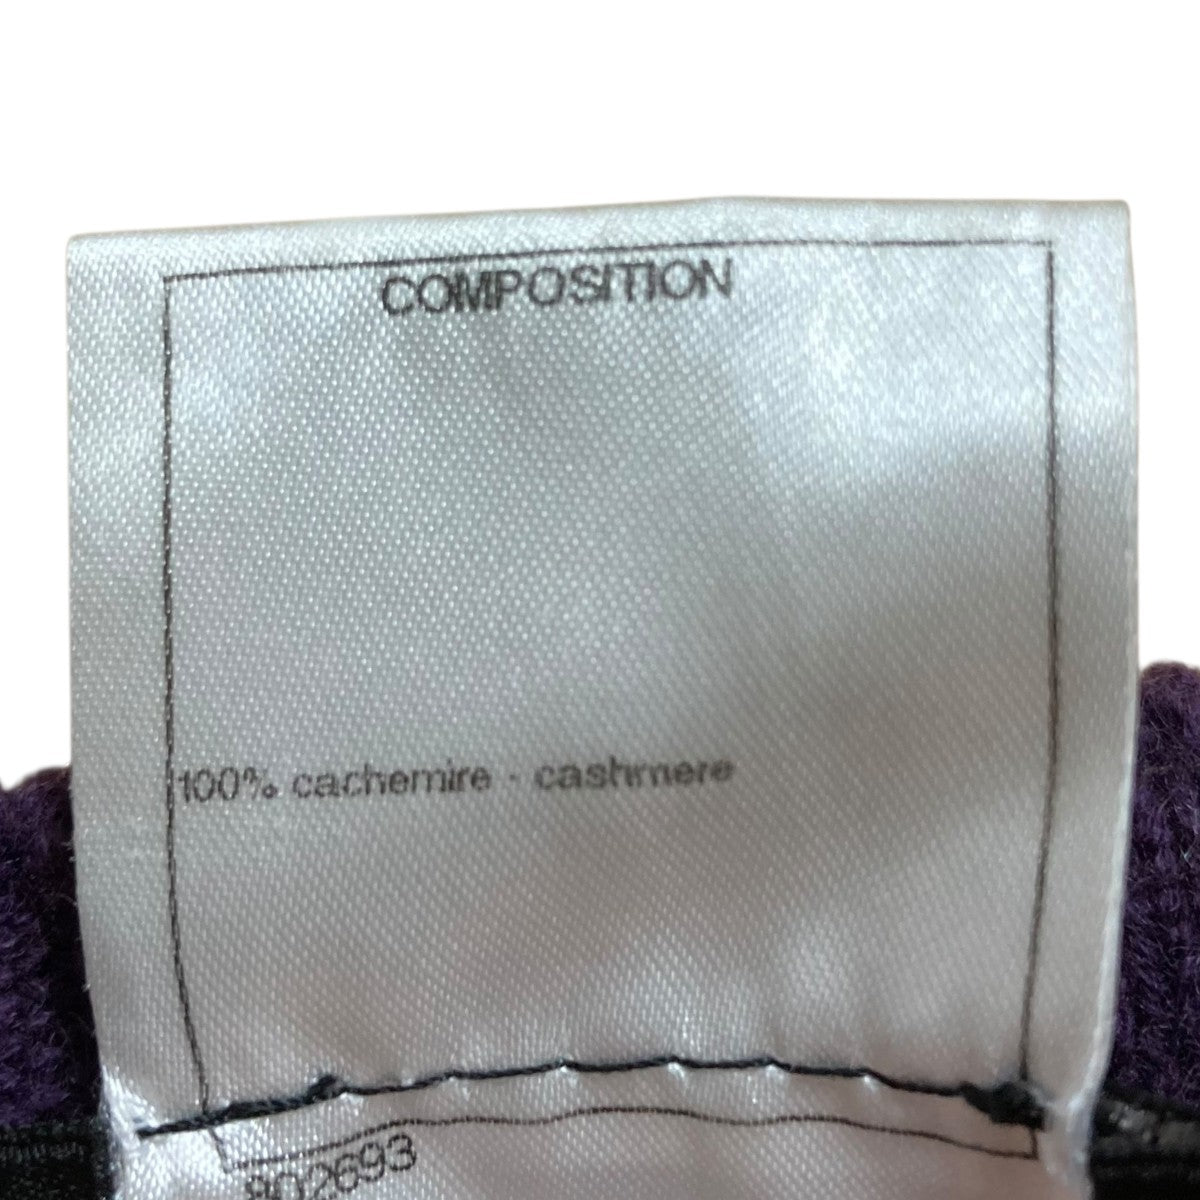 COMPOSITION
100% cachemire - cashmere
802693